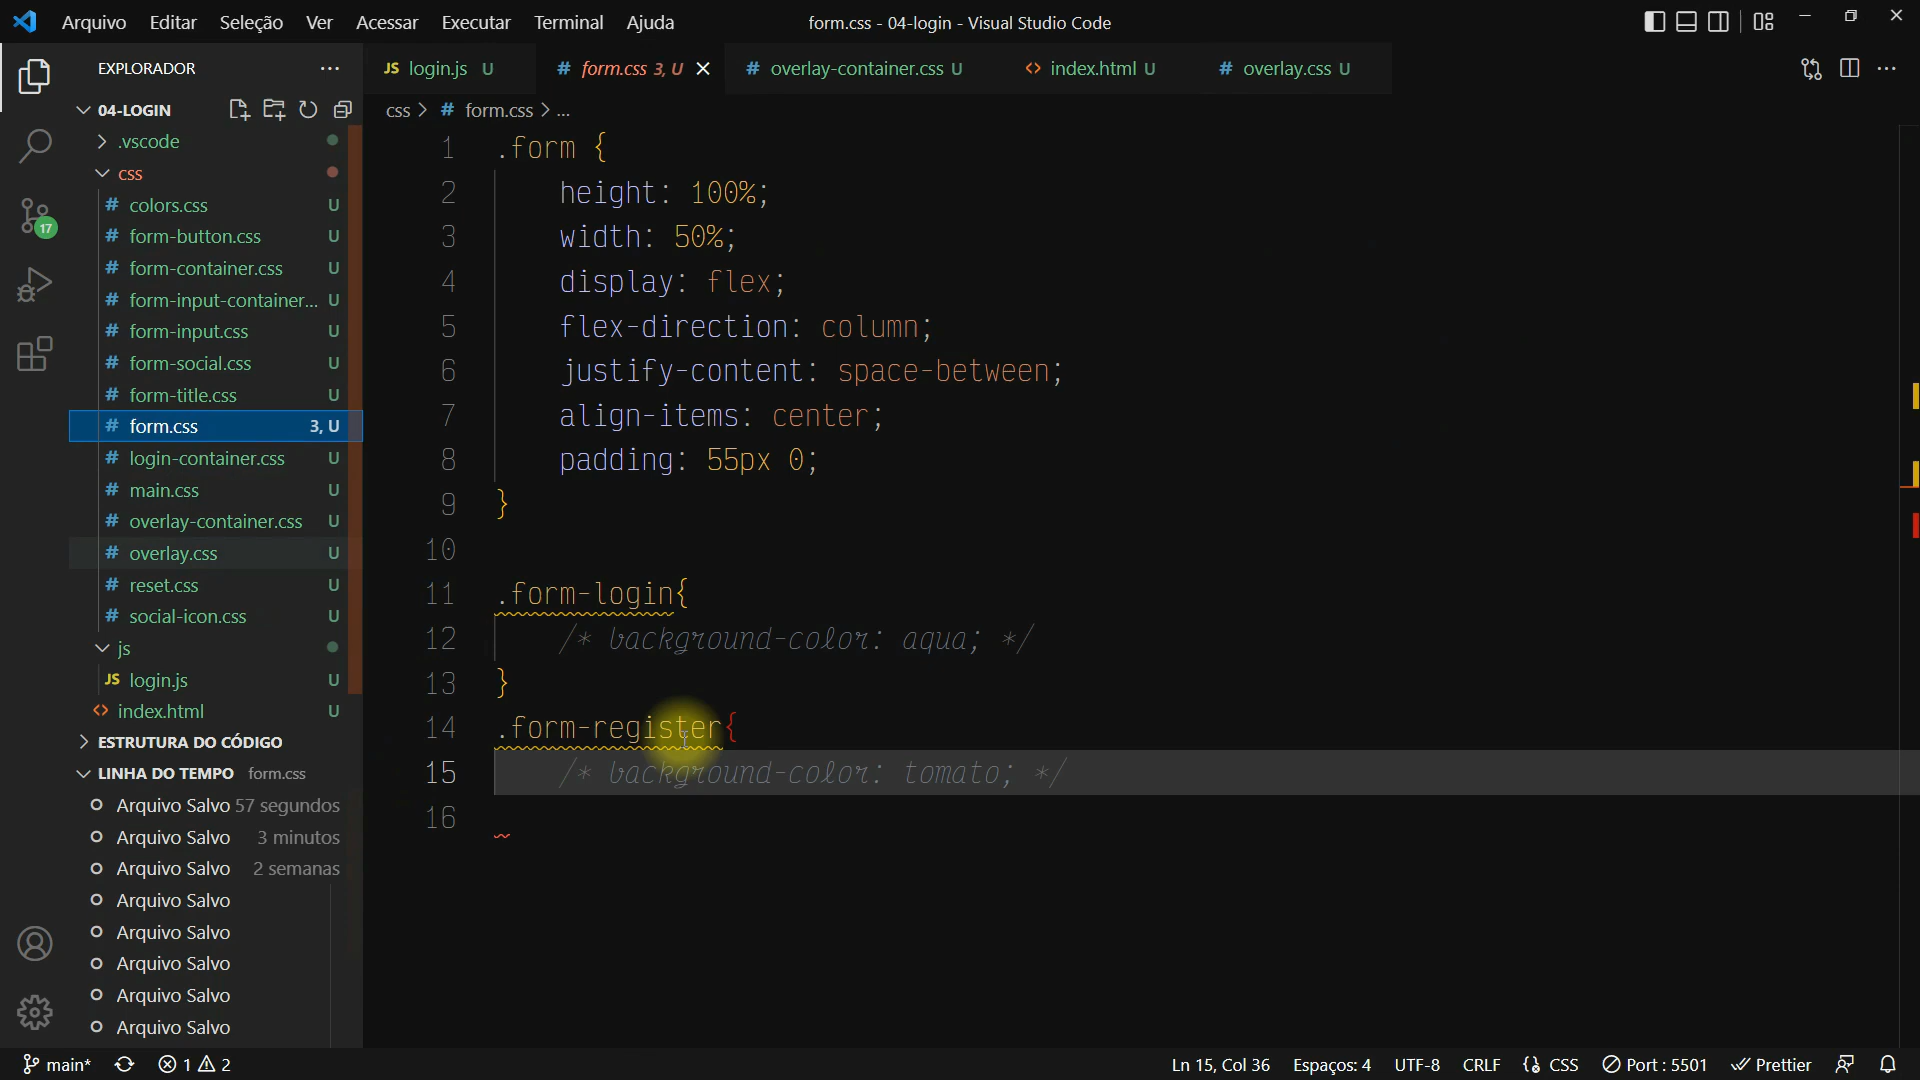 Arquivo Editar Seleção Ver Acessar Executar Terminal Ajuda form.css - 04-login - Visual Studio Code
EXPLORADOR ...
JS login.js U # form.css 3, U # overlay-container.css U <> index.html U # overlay.css U
04-LOGIN
css > # form.css > ...
.vscode
css
# colors.css U
# form-button.css U
# form-container.css U
# form-input-container... U
# form-input.css U
# form-social.css U
# form-title.css U
# form.css 3, U
# login-container.css U
# main.css U
# overlay-container.css U
# overlay.css U
# reset.css U
# social-icon.css U
js
JS login.js U
<> index.html U
ESTRUTURA DO CÓDIGO
LINHA DO TEMPO form.css
Arquivo Salvo 57 segundos
Arquivo Salvo 3 minutos
Arquivo Salvo 2 semanas
Arquivo Salvo
Arquivo Salvo
Arquivo Salvo
Arquivo Salvo
Arquivo Salvo
17
1 .form {
2 height: 100%;
3 width: 50%;
4 display: flex;
5 flex-direction: column;
6 justify-content: space-between;
7 align-items: center;
8 padding: 55px 0;
9 }
10
11 .form-login{
12 /* background-color: aqua; */
13 }
14 .form-register{
15 /* background-color: tomato; */
16
main* 1 2 Ln 15, Col 36 Espaços: 4 UTF-8 CRLF CSS Port : 5501 Prettier